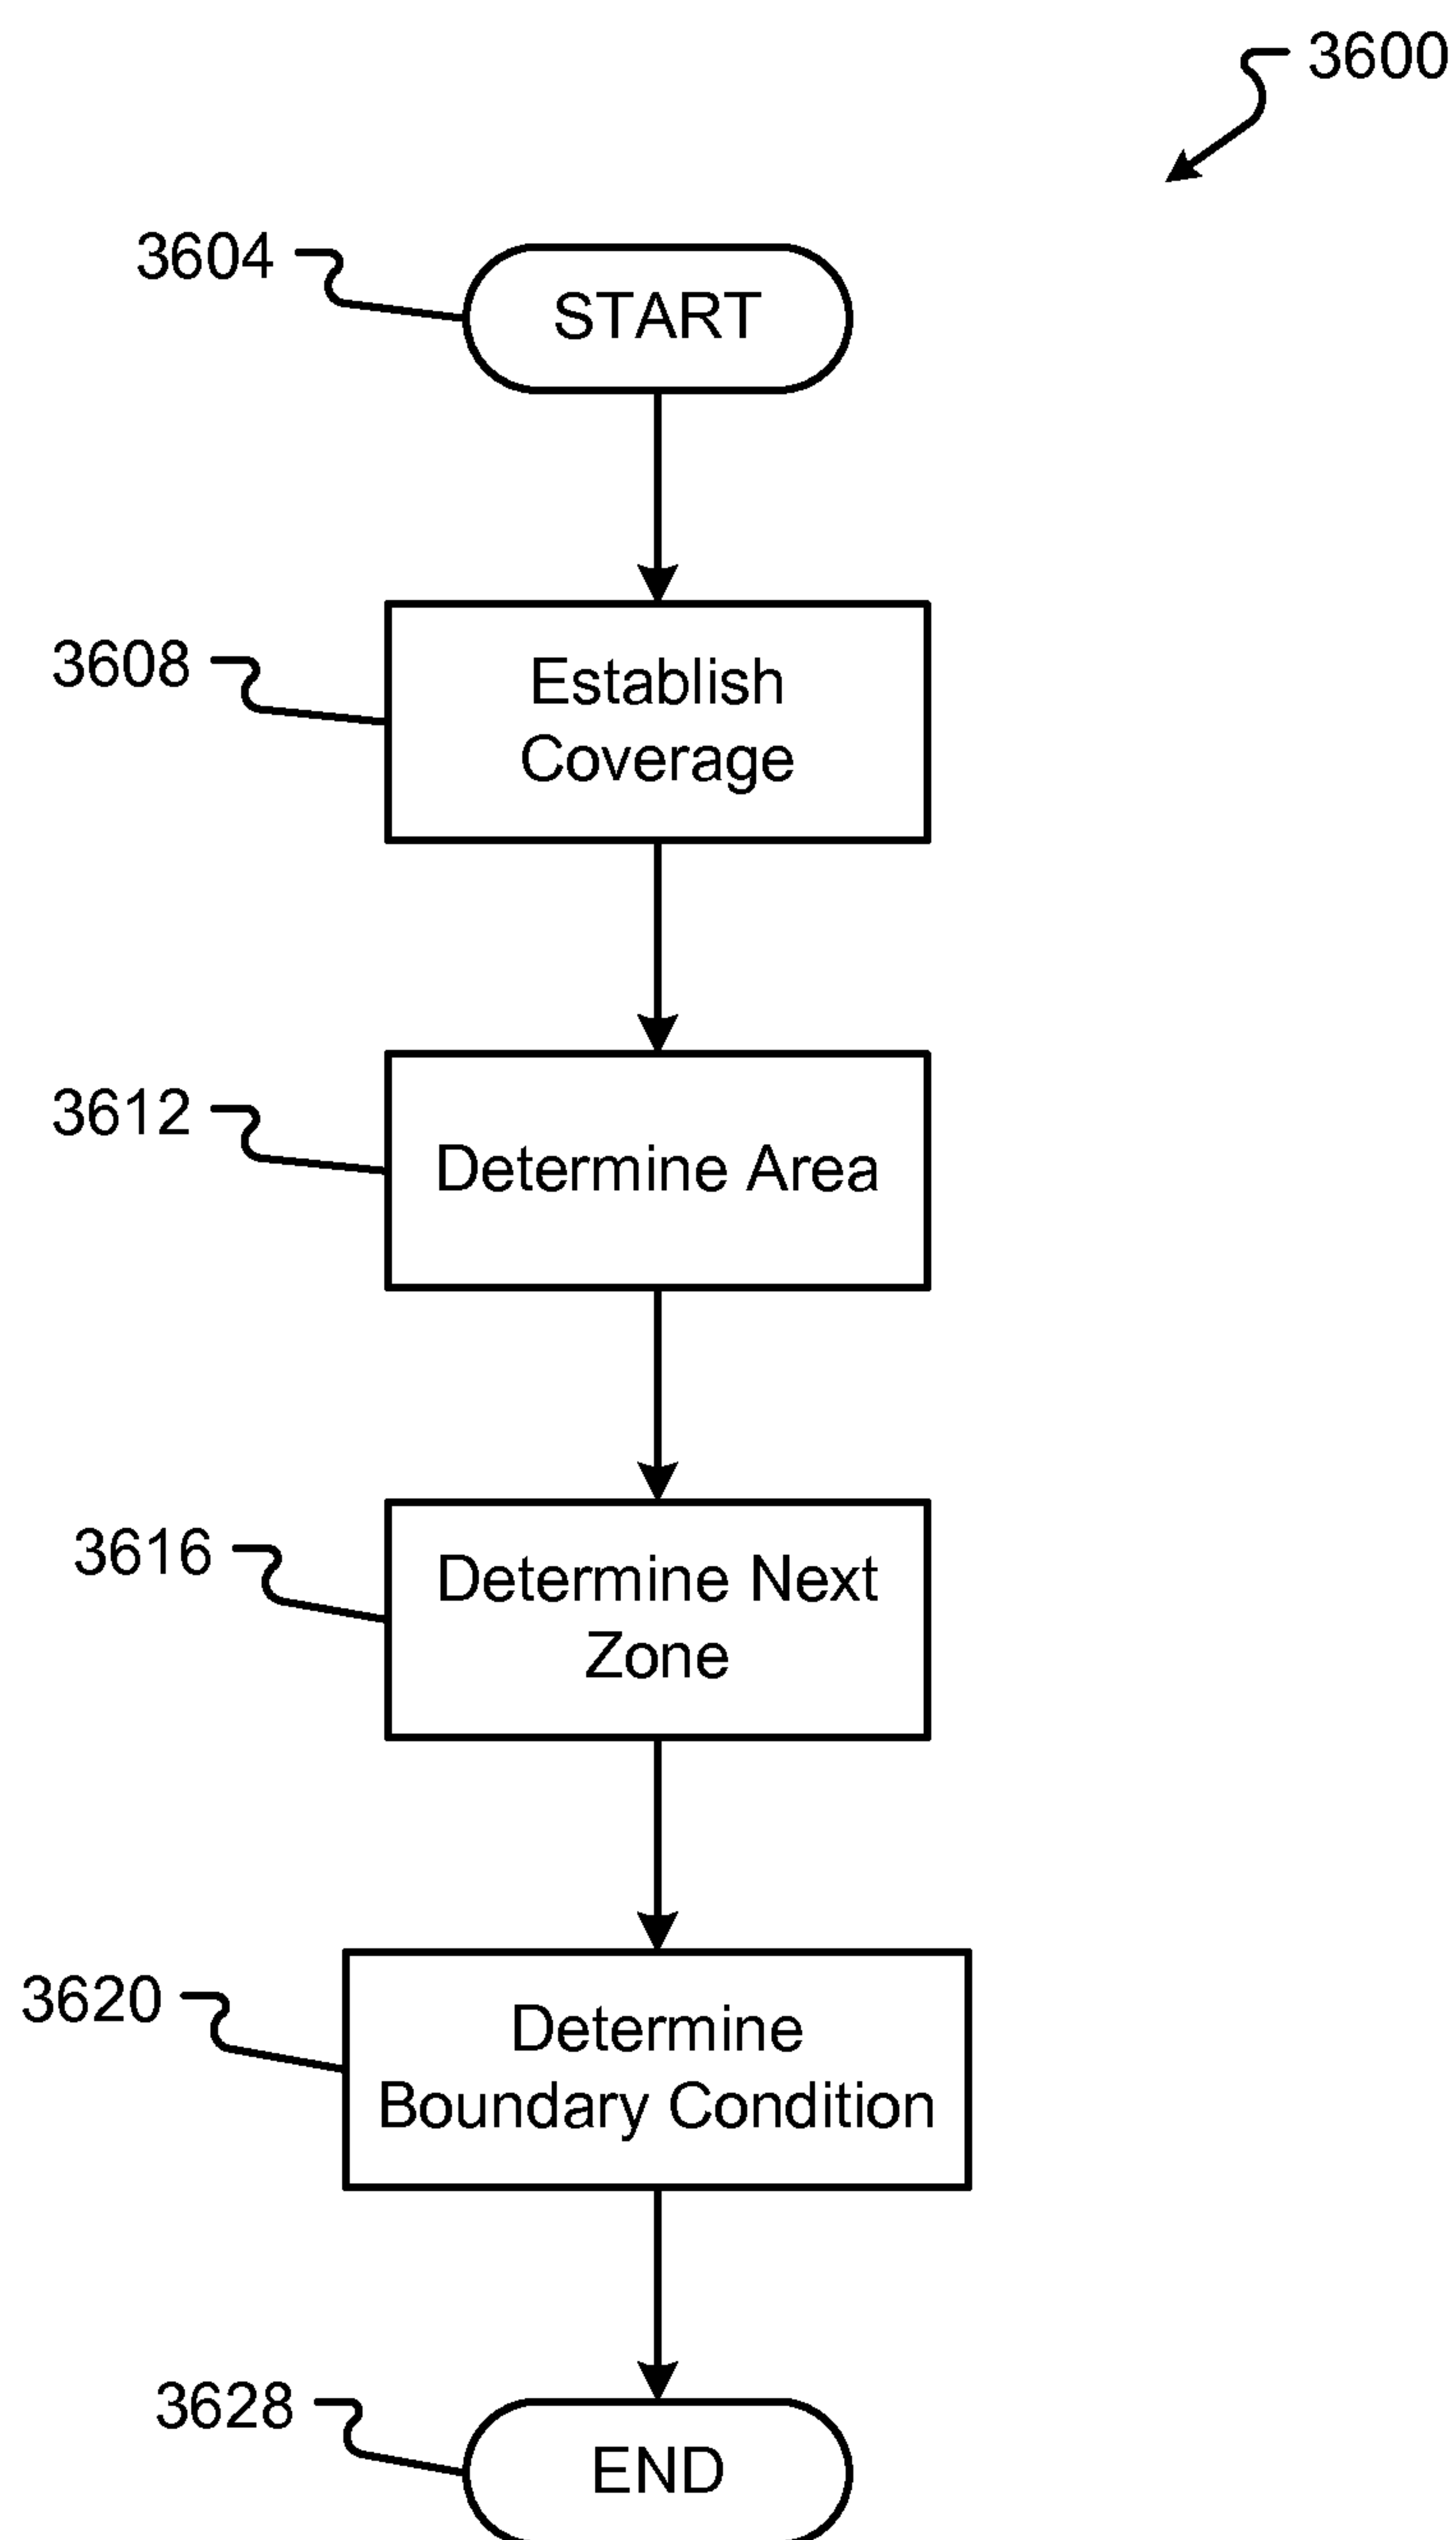 3600
3604
START
3608
Establish
Coverage
3612
Determine Area
3616
Determine Next
Zone
3620
Determine
Boundary Condition
3628
END